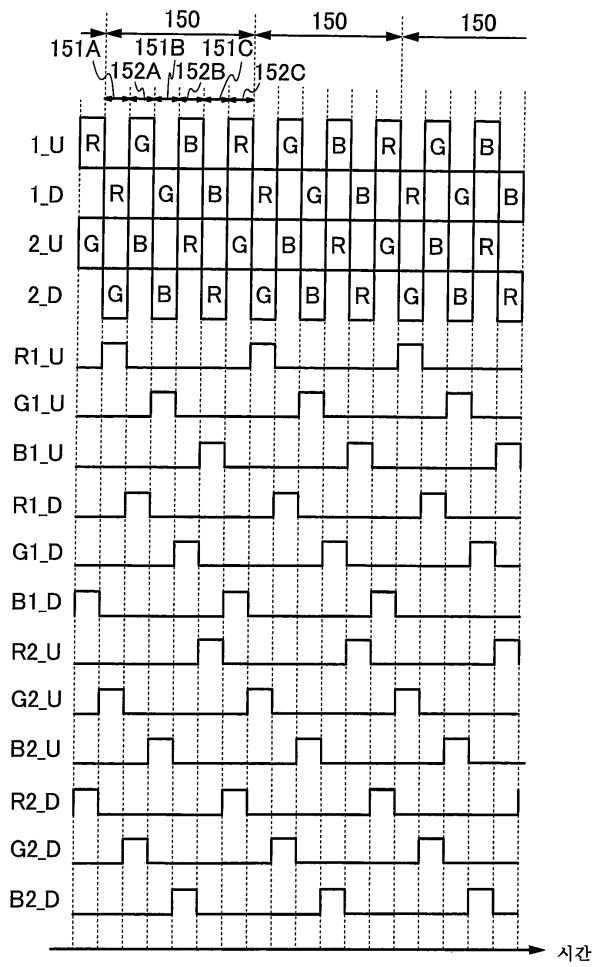 150 150 150
151A 151B 151C
152A 152B 152C
1_U R G B R G B R G B
1_D R G B R G B R G B
2_U G B R G B R G B R
2_D G B R G B R G B R
R1_U
G1_U
B1_U
R1_D
G1_D
B1_D
R2_U
G2_U
B2_U
R2_D
G2_D
B2_D
시간